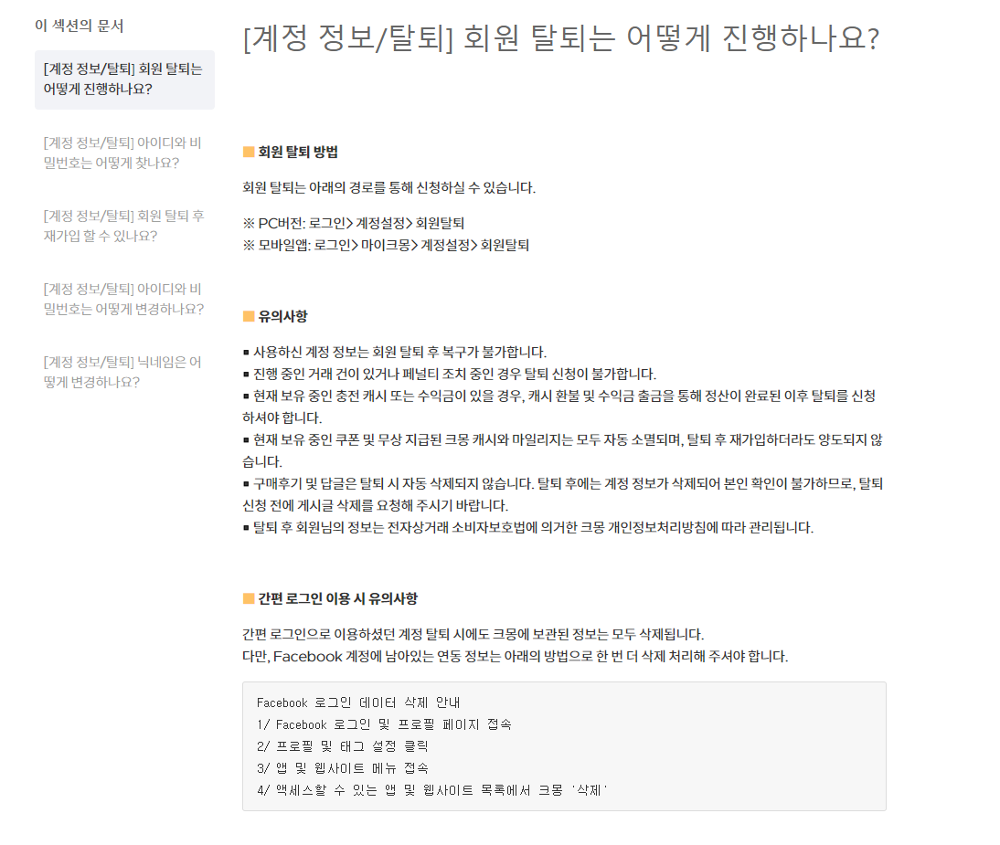 이 섹션의 문서
[계정 정보/탈퇴] 회원 탈퇴는
어떻게 진행하나요?
[계정 정보/탈퇴] 아이디와 비
밀번호는 어떻게 찾나요?
[계정 정보/탈퇴] 회원 탈퇴 후
재가입 할 수 있나요?
[계정 정보/탈퇴] 아이디와 비
밀번호는 어떻게 변경하나요?
[계정 정보/탈퇴] 닉네임은 어
떻게 변경하나요?
[계정 정보/탈퇴] 회원 탈퇴는 어떻게 진행하나요?
회원 탈퇴 방법
회원 탈퇴는 아래의 경로를 통해 신청하실 수 있습니다.
※ PC버전: 로그인> 계정설정> 회원탈퇴
※ 모바일앱: 로그인> 마이크몽> 계정설정> 회원탈퇴
유의사항
▪ 사용하신 계정 정보는 회원 탈퇴 후 복구가 불가합니다.
▪ 진행 중인 거래 건이 있거나 페널티 조치 중인 경우 탈퇴 신청이 불가합니다.
▪ 현재 보유 중인 충전 캐시 또는 수익금이 있을 경우, 캐시 환불 및 수익금 출금을 통해 정산이 완료된 이후 탈퇴를 신청
하셔야 합니다.
▪ 현재 보유 중인 쿠폰 및 무상 지급된 크몽 캐시와 마일리지는 모두 자동 소멸되며, 탈퇴 후 재가입하더라도 양도되지 않
습니다.
▪ 구매후기 및 답글은 탈퇴 시 자동 삭제되지 않습니다. 탈퇴 후에는 계정 정보가 삭제되어 본인 확인이 불가하므로, 탈퇴
신청 전에 게시글 삭제를 요청해 주시기 바랍니다.
▪ 탈퇴 후 회원님의 정보는 전자상거래 소비자보호법에 의거한 크몽 개인정보처리방침에 따라 관리됩니다.
간편 로그인 이용 시 유의사항
간편 로그인으로 이용하셨던 계정 탈퇴 시에도 크몽에 보관된 정보는 모두 삭제됩니다.
다만, Facebook 계정에 남아있는 연동 정보는 아래의 방법으로 한 번 더 삭제 처리해 주셔야 합니다.
Facebook 로그인 데이터 삭제 안내
1/ Facebook 로그인 및 프로필 페이지 접속
2/ 프로필 및 태그 설정 클릭
3/ 앱 및 웹사이트 메뉴 접속
4/ 액세스할 수 있는 앱 및 웹사이트 목록에서 크몽 '삭제'